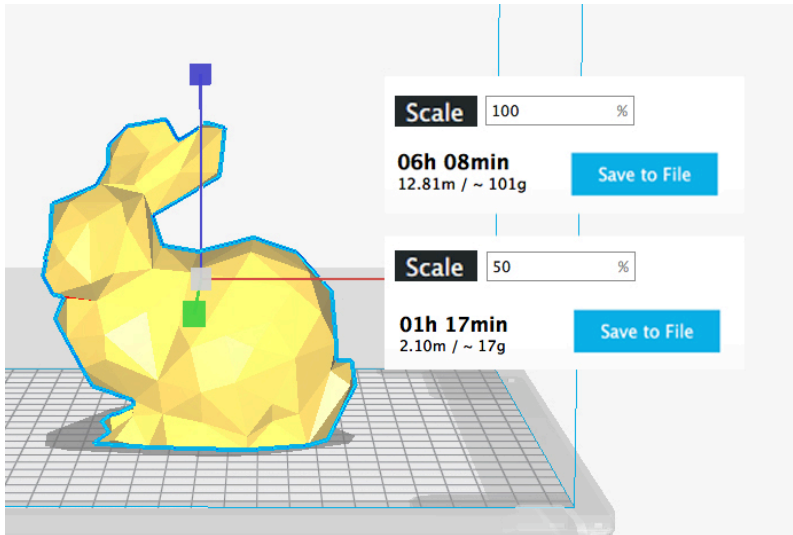 Scale 100 %
06h 08min
12.81m / ~ 101g
Save to File
Scale 50 %
01h 17min
2.10m / ~ 17g
Save to File